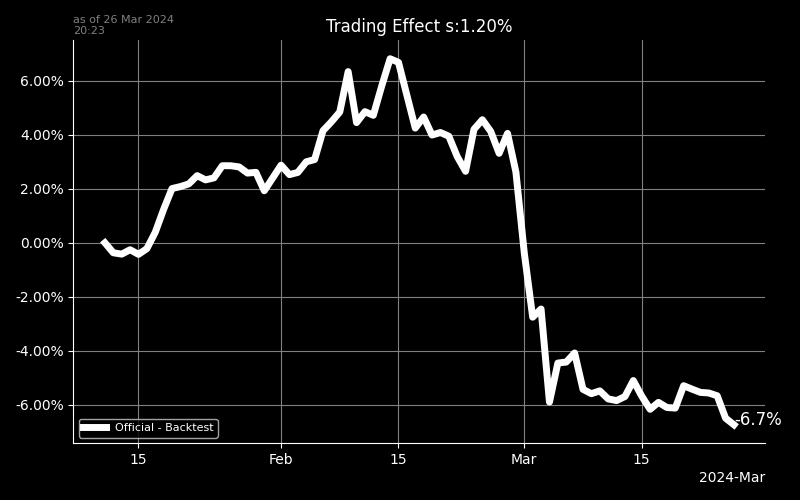 as of 26 Mar 2024
20:23
Trading Effect s:1.20%
6.00%
4.00%
2.00%
0.00%
-2.00%
-4.00%
-6.00%
-6.7%
Official - Backtest
15
Feb
15
Mar
15
2024-Mar